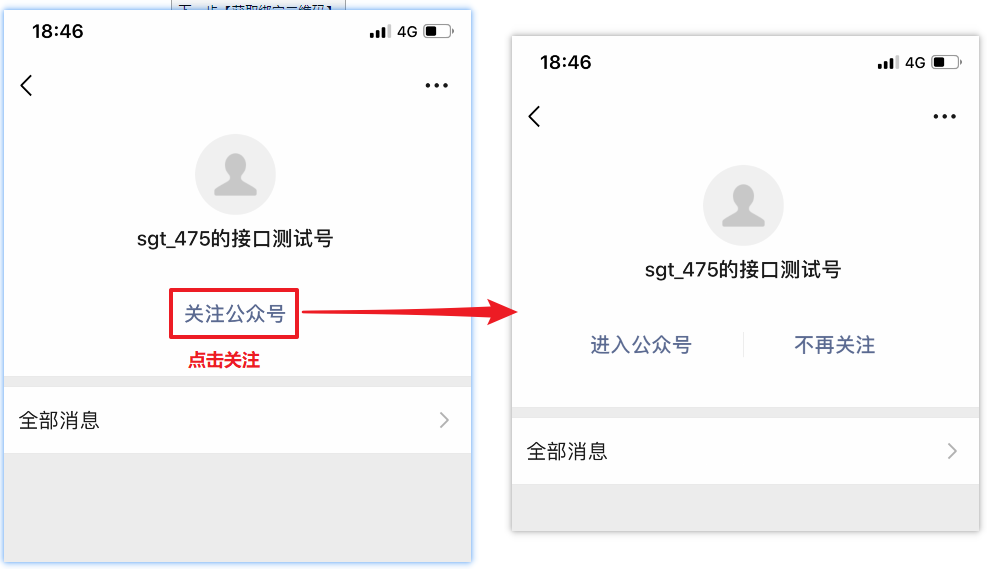 下一步【获取绑定二维码】
18:46
4G
sgt_475的接口测试号
关注公众号
点击关注
全部消息
18:46
4G
sgt_475的接口测试号
进入公众号
不再关注
全部消息